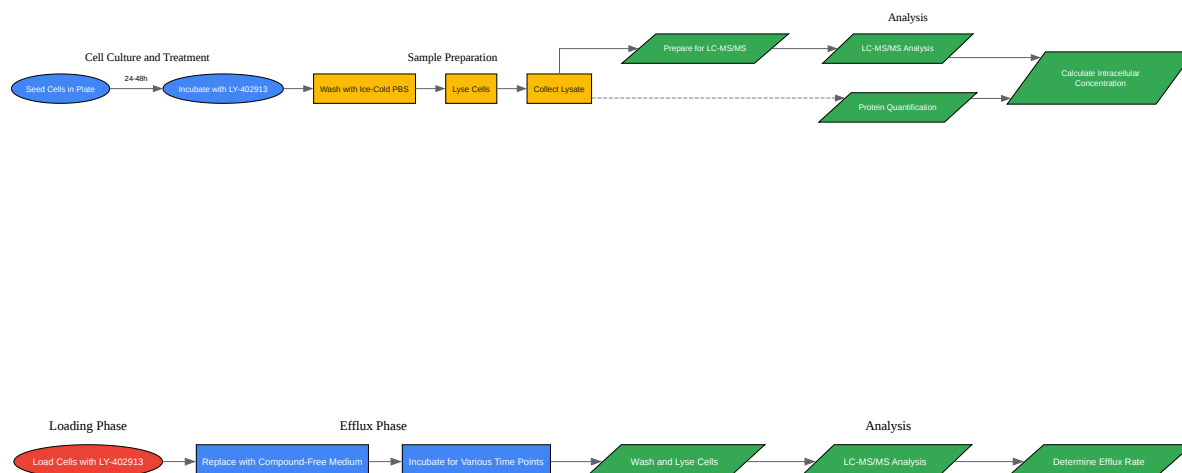 Analysis
Cell Culture and Treatment
Sample Preparation
Prepare for LC-MS/MS
LC-MS/MS Analysis
Seed Cells in Plate
24-48h
Incubate with LY-402913
Wash with Ice-Cold PBS
Lyse Cells
Collect Lysate
Calculate Intracellular
Concentration
Protein Quantification
Loading Phase
Efflux Phase
Analysis
Load Cells with LY-402913
Replace with Compound-Free Medium
Incubate for Various Time Points
Wash and Lyse Cells
LC-MS/MS Analysis
Determine Efflux Rate